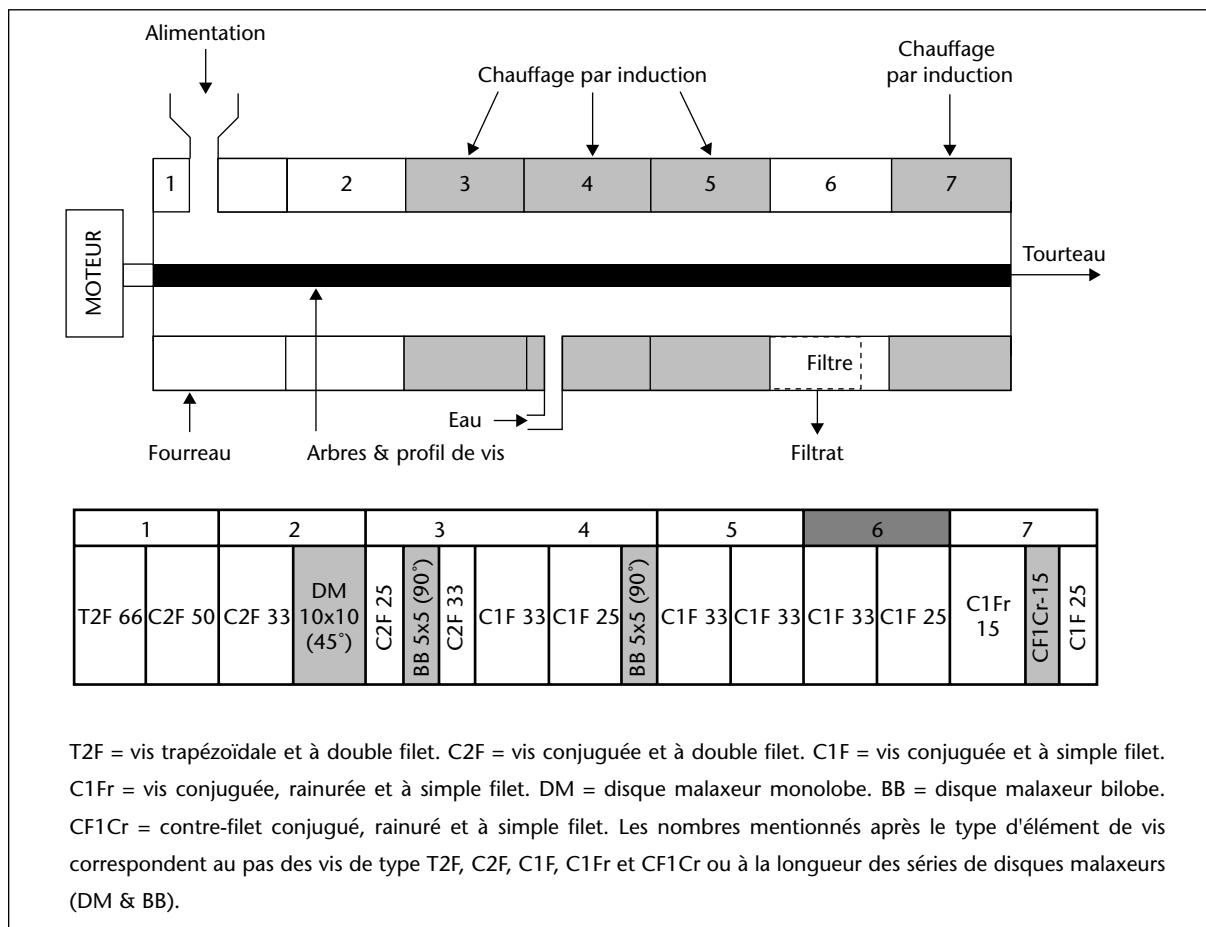 Alimentation
Chauffage par induction
Chauffage
par induction
1
2
3
4
5
6
7
MOTEUR
Tourteau
Filtre
Eau
Fourreau
Arbres & profil de vis
Filtrat
1
2
3
4
5
6
7
T2F 66
C2F 50
C2F 33
DM
10x10
(45°)
C2F 25
BB 5x5 (90°)
C2F 33
C1F 33
C1F 25
BB 5x5 (90°)
C1F 33
C1F 33
C1F 33
C1F 25
C1Fr
15
CF1Cr-15
C1F 25
T2F = vis trapézoïdale et à double filet. C2F = vis conjuguée et à double filet. C1F = vis conjuguée et à simple filet.
C1Fr = vis conjuguée, rainurée et à simple filet. DM = disque malaxeur monolobe. BB = disque malaxeur bilobe.
CF1Cr = contre-filet conjugué, rainuré et à simple filet. Les nombres mentionnés après le type d'élément de vis
correspondent au pas des vis de type T2F, C2F, C1F, C1Fr et CF1Cr ou à la longueur des séries de disques malaxeurs
(DM & BB).